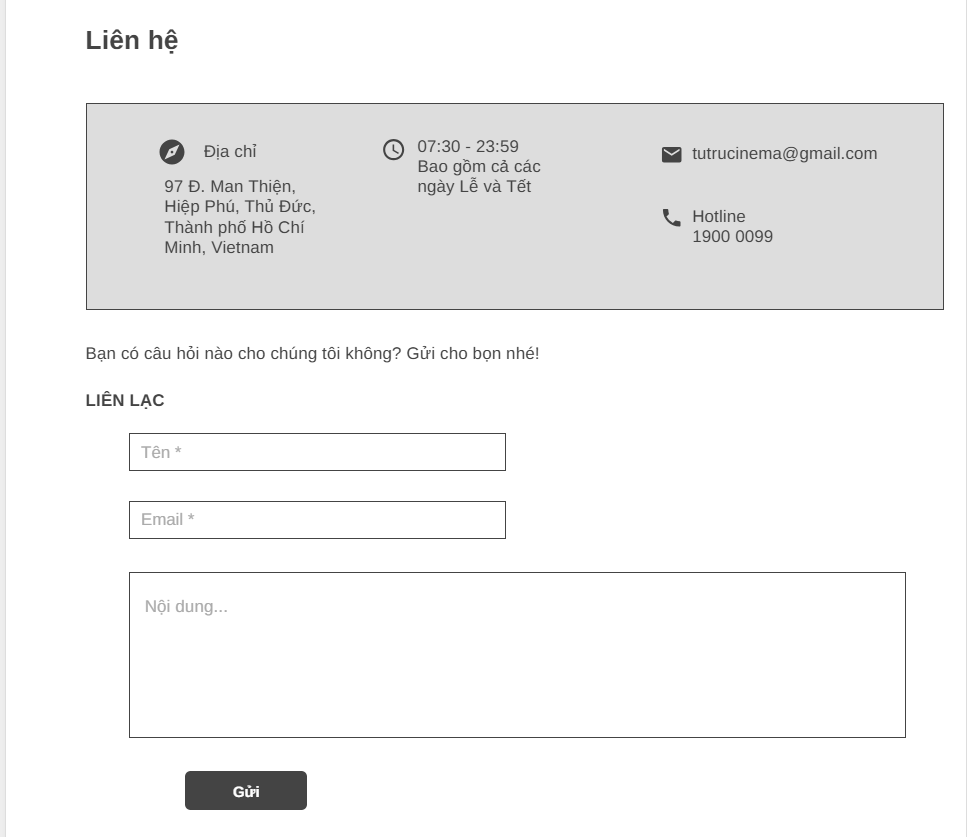 Liên hệ
Địa chỉ
97 Đ. Man Thiện,
Hiệp Phú, Thủ Đức,
Thành phố Hồ Chí
Minh, Vietnam
07:30 - 23:59
Bao gồm cả các
ngày Lễ và Tết
tutrucinema@gmail.com
Hotline
1900 0099
Bạn có câu hỏi nào cho chúng tôi không? Gửi cho bọn nhé!
LIÊN LẠC
Tên *
Email *
Nội dung...
Gửi